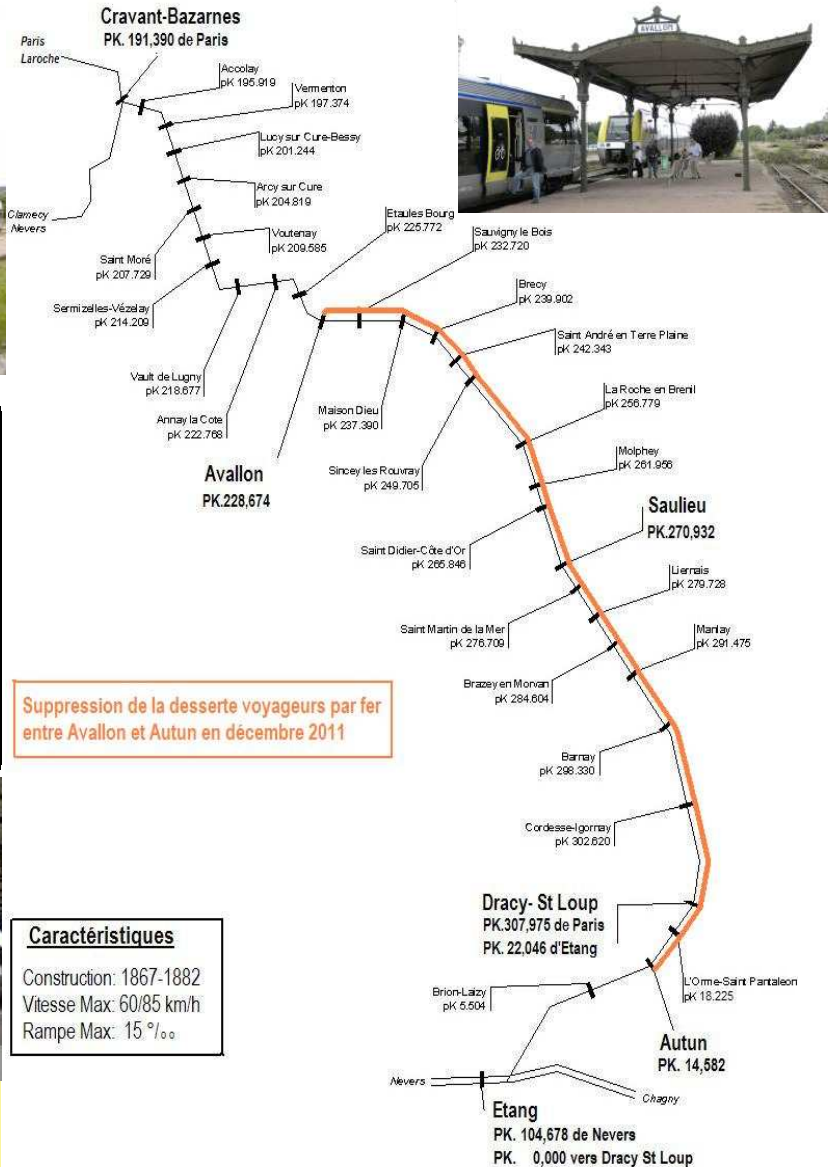 Cravant-Bazarnes
PK. 191,390 de Paris
Paris
Laroche
AVALLON
Accolay
pK 195.919
Vermenton
pK 197.374
Lucy sur Cure-Bessy
pK 201.244
Arcy sur Cure
pK 204.819
Clamecy
Nevers
Etaules Bourg
pK 225.772
Voutenay
pK 209.585
Sauvigny le Bois
pK 232.720
Saint Moré
pK 207.729
Brecy
pK 239.902
Sermizelles-Vézelay
pK 214.209
Saint André en Terre Plaine
pK 242.343
Vault de Lugny
pK 218.677
La Roche en Brenil
pK 256.779
Maison Dieu
pK 237.390
Annay la Cote
pK 222.768
Molphey
pK 261.956
Avallon
PK.228,674
Sincey les Rouvray
pK 249.705
Saulieu
PK.270,932
Saint Didier-Côte d'Or
pK 265.846
Liernais
pK 279.728
Saint Martin de la Mer
pK 276.709
Manlay
pK 291.475
Brazey en Morvan
pK 284.604
Suppression de la desserte voyageurs par fer
entre Avallon et Autun en décembre 2011
Barnay
pK 298.330
Cordesse-Igornay
pK 302.620
Dracy- St Loup
PK.307,975 de Paris
PK. 22,046 d'Etang
Caractéristiques
Construction: 1867-1882
Vitesse Max: 60/85 km/h
Rampe Max: 15 °/oo
L'Orme-Saint Pantaleon
pK 18.225
Brion-Laizy
pK 5.504
Autun
PK. 14,582
Nevers
Chagny
Etang
PK. 104,678 de Nevers
PK. 0,000 vers Dracy St Loup